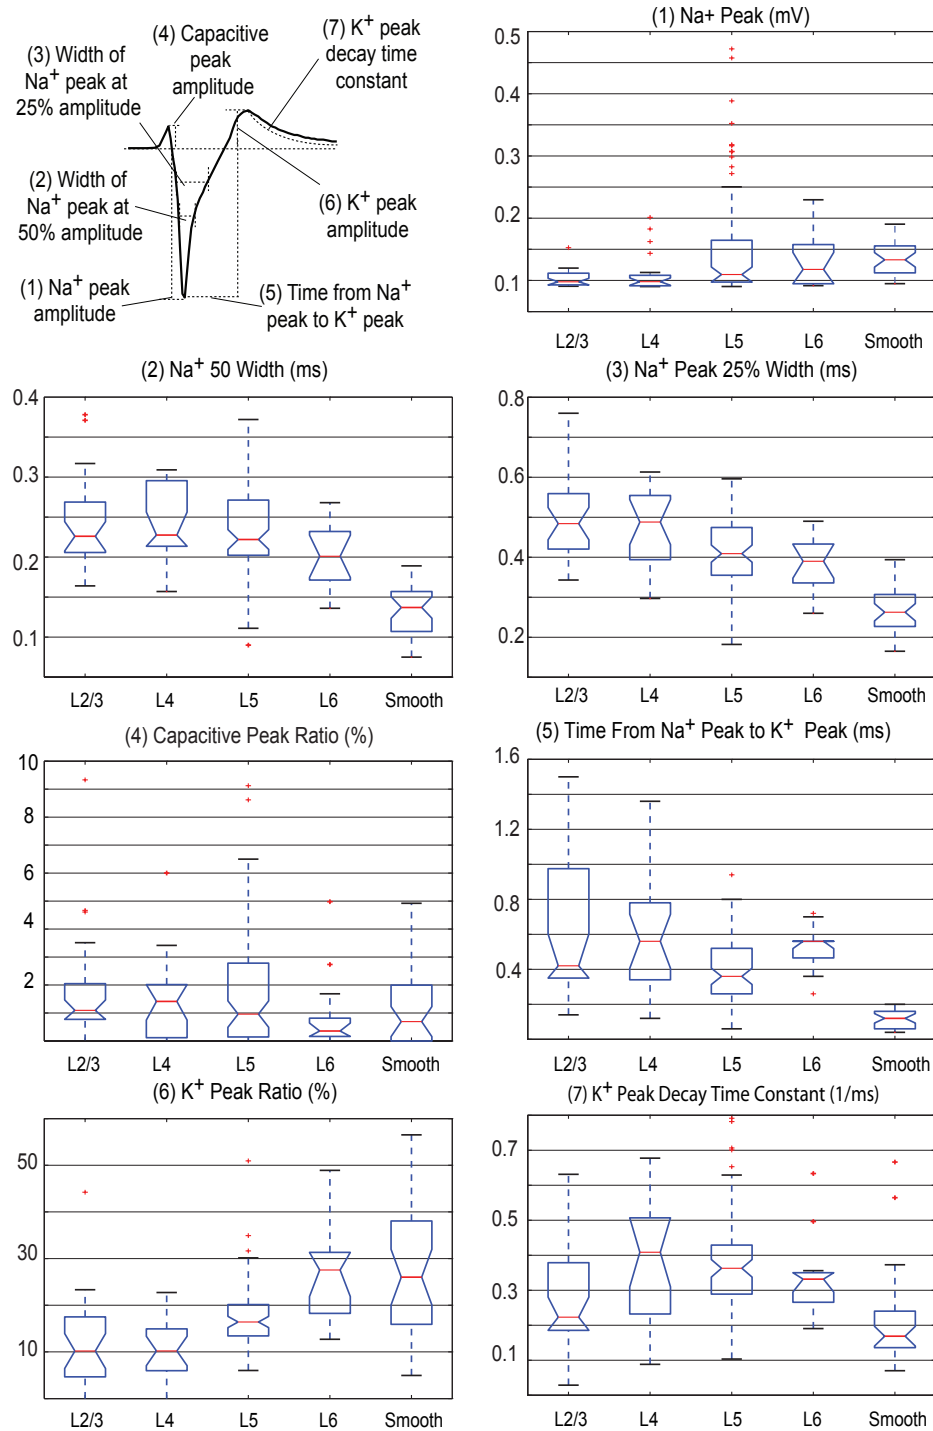 (1) Na+ Peak (mV)
(3) Width of
Na+ peak at
25% amplitude
(4) Capacitive
peak
amplitude
(7) K+ peak
decay time
constant
(2) Width of
Na+ peak at
50% amplitude
(6) K+ peak
amplitude
(1) Na+ peak
amplitude
(5) Time from Na+
peak to K+ peak
0.5
0.4
0.3
0.2
0.1
L2/3 L4 L5 L6 Smooth
(2) Na+ 50 Width (ms)
0.4
0.3
0.2
0.1
L2/3 L4 L5 L6 Smooth
(3) Na+ Peak 25% Width (ms)
0.8
0.6
0.4
0.2
L2/3 L4 L5 L6 Smooth
(4) Capacitive Peak Ratio (%)
10
8
6
4
2
L2/3 L4 L5 L6 Smooth
(5) Time From Na+ Peak to K+ Peak (ms)
1.6
1.2
0.8
0.4
L2/3 L4 L5 L6 Smooth
(6) K+ Peak Ratio (%)
50
30
10
L2/3 L4 L5 L6 Smooth
(7) K+ Peak Decay Time Constant (1/ms)
0.7
0.5
0.3
0.1
L2/3 L4 L5 L6 Smooth